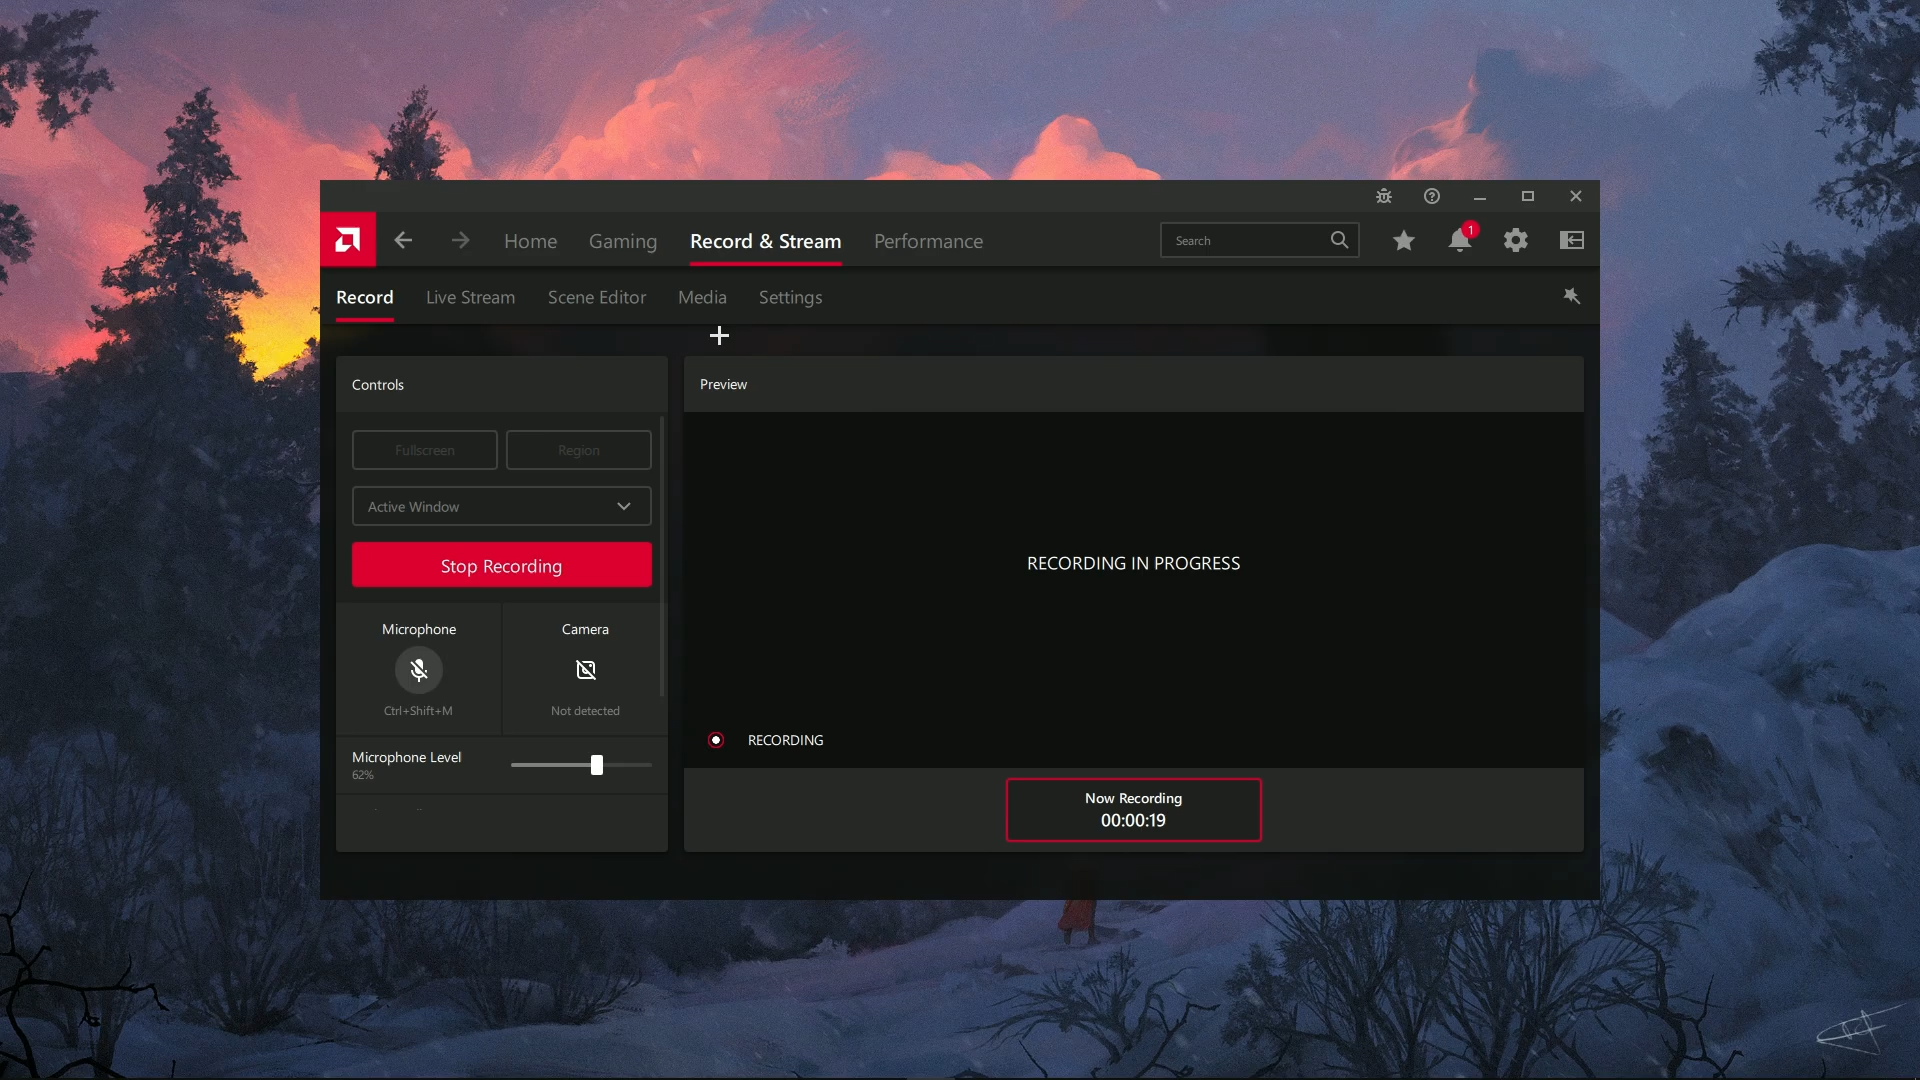 Home
Gaming
Record & Stream
Performance
Search
1
Record
Live Stream
Scene Editor
Media
Settings
Controls
Fullscreen
Region
Active Window
Stop Recording
Microphone
Camera
Ctrl+Shift+M
Not detected
Microphone Level
62%
Preview
RECORDING IN PROGRESS
RECORDING
Now Recording
00:00:19